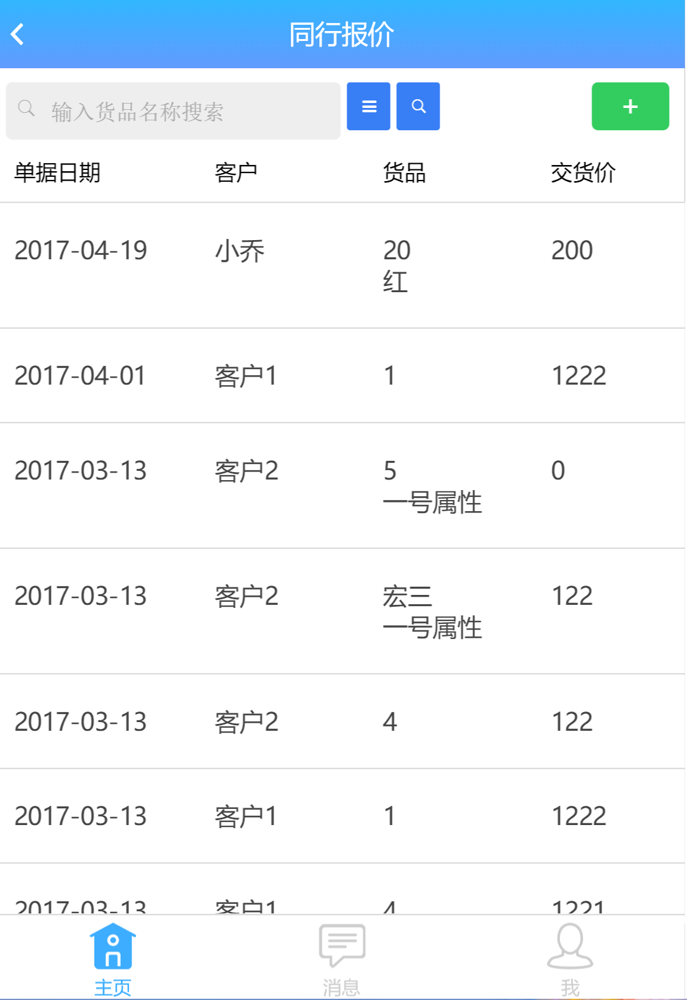 同行报价
输入货品名称搜索
单据日期 客户 货品 交货价
2017-04-19 小乔 20 200
红
2017-04-01 客户1 1 1222
2017-03-13 客户2 5 0
一号属性
2017-03-13 客户2 宏三 122
一号属性
2017-03-13 客户2 4 122
2017-03-13 客户1 1 1222
2017-03-13 客户1 4 1221
主页 消息 我